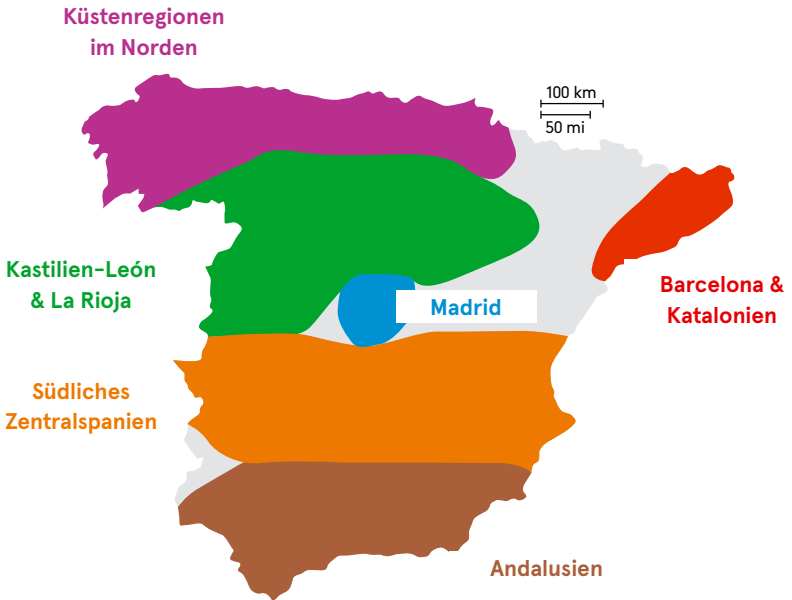 Küstenregionen
im Norden
100 km
50 mi
Kastilien-León
& La Rioja
Madrid
Barcelona &
Katalonien
Südliches
Zentralspanien
Andalusien